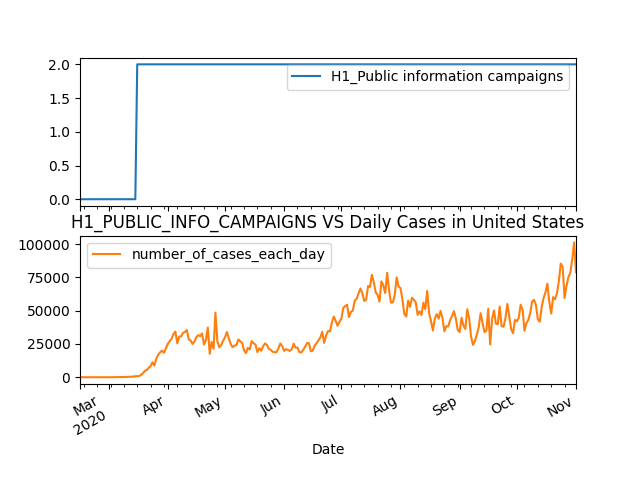 2.0
H1_Public information campaigns
1.5
1.0
0.5
0.0
H1_PUBLIC_INFO_CAMPAIGNS VS Daily Cases in United States
100000
number_of_cases_each_day
75000
50000
25000
0
Mar Apr May Jun Jul Aug Sep Oct Nov
2020
Date